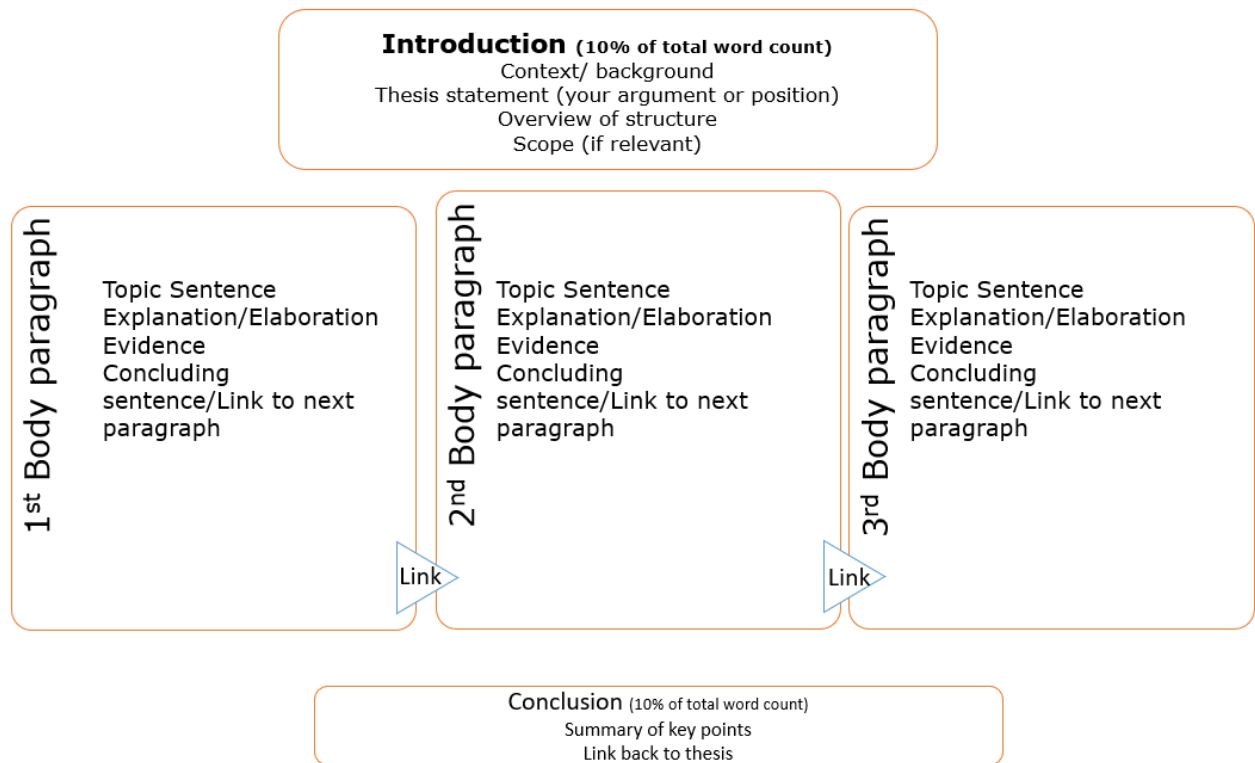 Introduction (10% of total word count)
Context/ background
Thesis statement (your argument or position)
Overview of structure
Scope (if relevant)
1st Body paragraph
Topic Sentence
Explanation/Elaboration
Evidence
Concluding
sentence/Link to next
paragraph
Link
2nd Body paragraph
Topic Sentence
Explanation/Elaboration
Evidence
Concluding
sentence/Link to next
paragraph
Link
3rd Body paragraph
Topic Sentence
Explanation/Elaboration
Evidence
Concluding
sentence/Link to next
paragraph
Conclusion (10% of total word count)
Summary of key points
Link back to thesis